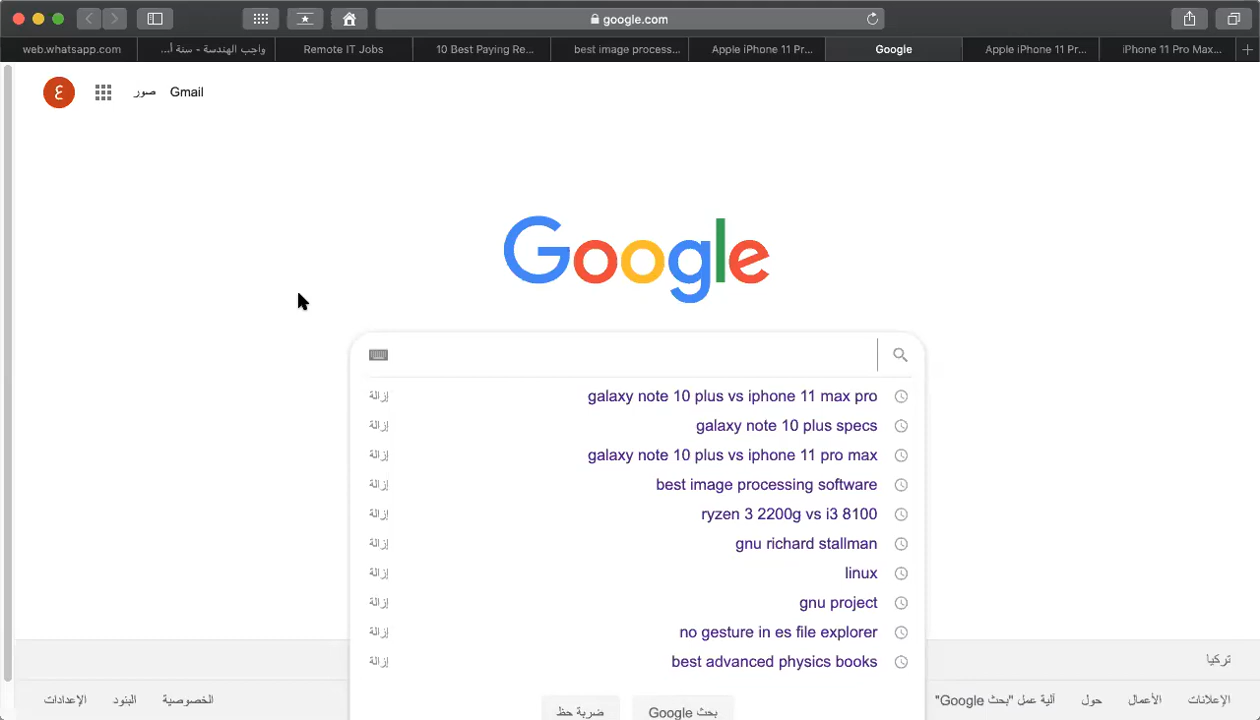 google.com
web.whatsapp.com
واجب الهندسة - سنة أ...
Remote IT Jobs
10 Best Paying Re...
best image process...
Apple iPhone 11 Pr...
Google
Apple iPhone 11 Pr...
iPhone 11 Pro Max...
ع
صور
Gmail
Google
galaxy note 10 plus vs iphone 11 max pro
إزالة
galaxy note 10 plus specs
إزالة
galaxy note 10 plus vs iphone 11 pro max
إزالة
best image processing software
إزالة
ryzen 3 2200g vs i3 8100
إزالة
gnu richard stallman
إزالة
linux
إزالة
gnu project
إزالة
no gesture in es file explorer
إزالة
best advanced physics books
إزالة
بحث Google
ضربة حظ
تركيا
الإعلانات
الأعمال
حول
آلية عمل "بحث Google"
الخصوصية
البنود
الإعدادات